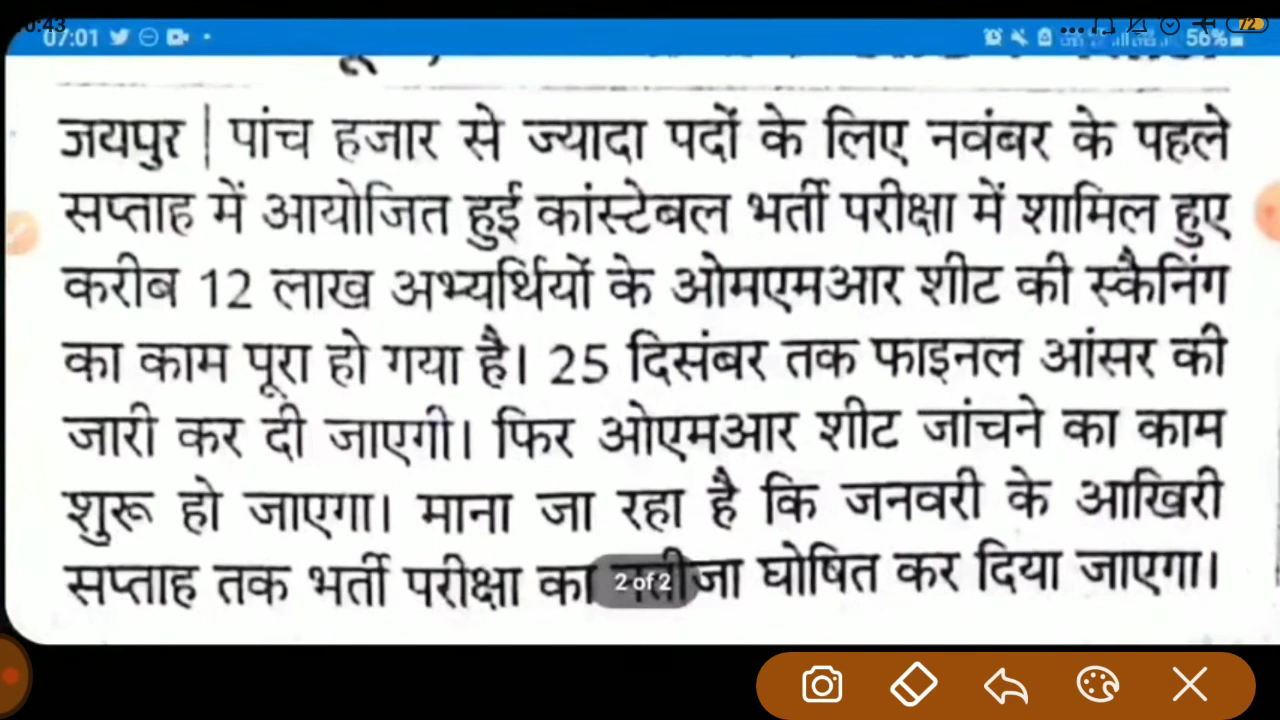 07:01
56%
72
जयपुर | पांच हजार से ज्यादा पदों के लिए नवंबर के पहले
सप्ताह में आयोजित हुई कांस्टेबल भर्ती परीक्षा में शामिल हुए
करीब 12 लाख अभ्यर्थियों के ओमएमआर शीट की स्कैनिंग
का काम पूरा हो गया है। 25 दिसंबर तक फाइनल आंसर की
जारी कर दी जाएगी। फिर ओएमआर शीट जांचने का काम
शुरू हो जाएगा। माना जा रहा है कि जनवरी के आखिरी
सप्ताह तक भर्ती परीक्षा का नतीजा घोषित कर दिया जाएगा।
2 of 2